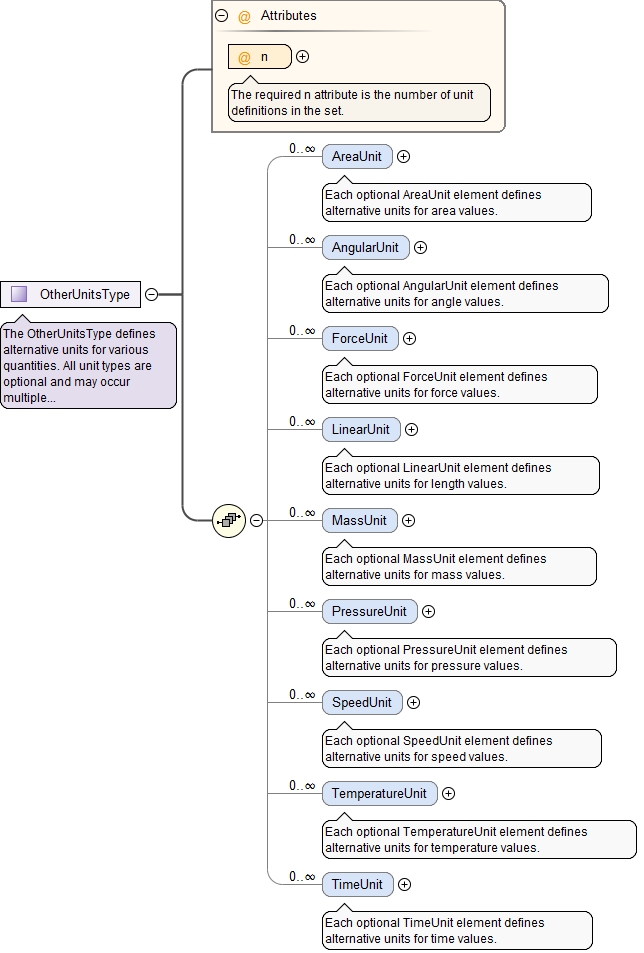 @ Attributes
@ n
The required n attribute is the number of unit
definitions in the set.
0..∞
AreaUnit
Each optional AreaUnit element defines
alternative units for area values.
0..∞
AngularUnit
Each optional AngularUnit element defines
alternative units for angle values.
OtherUnitsType
The OtherUnitsType defines
alternative units for various
quantities. All unit types are
optional and may occur
multiple...
0..∞
ForceUnit
Each optional ForceUnit element defines
alternative units for force values.
0..∞
LinearUnit
Each optional LinearUnit element defines
alternative units for length values.
0..∞
MassUnit
Each optional MassUnit element defines
alternative units for mass values.
0..∞
PressureUnit
Each optional PressureUnit element defines
alternative units for pressure values.
0..∞
SpeedUnit
Each optional SpeedUnit element defines
alternative units for speed values.
0..∞
TemperatureUnit
Each optional TemperatureUnit element defines
alternative units for temperature values.
0..∞
TimeUnit
Each optional TimeUnit element defines
alternative units for time values.